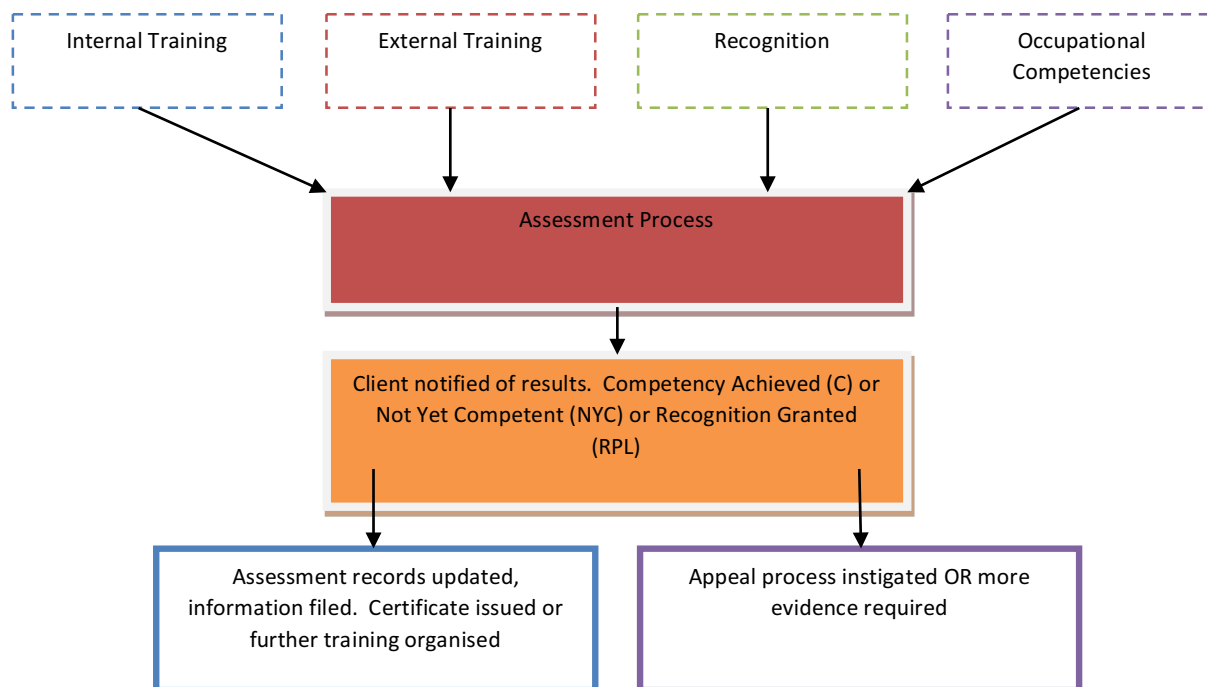 Internal Training
External Training
Recognition
Occupational
Competencies
Assessment Process
Client notified of results.  Competency Achieved (C) or
Not Yet Competent (NYC) or Recognition Granted
(RPL)
Assessment records updated,
information filed.  Certificate issued or
further training organised
Appeal process instigated OR more
evidence required